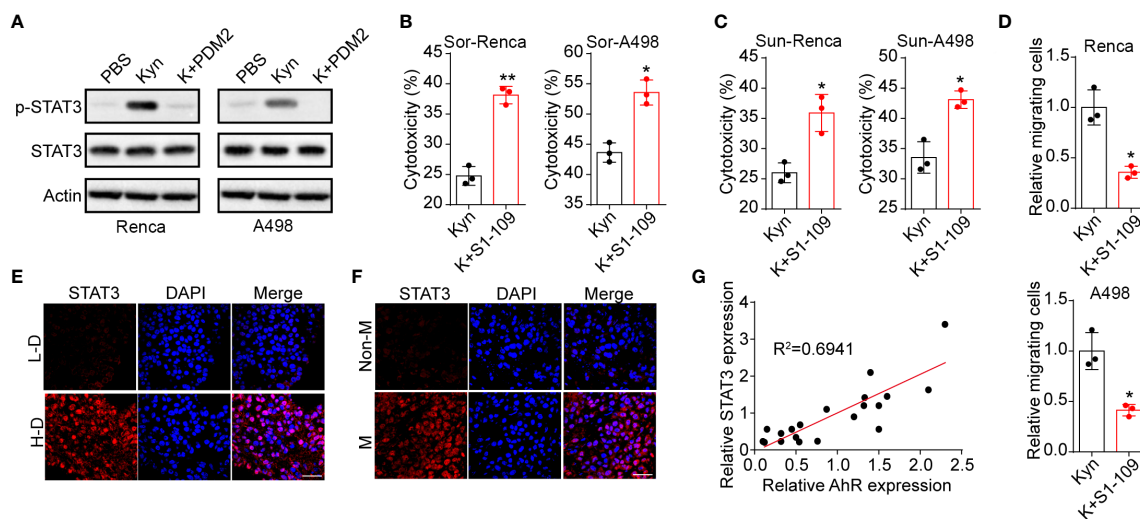 A
PBS
Kyn
K+PDM2
PBS
Kyn
K+PDM2
p-STAT3
STAT3
Actin
Renca
A498
B
Sor-Renca
Cytotoxicity (%)
45
40
35
30
25
20
**
Kyn
K+S1-109
Sor-A498
Cytotoxicity (%)
60
55
50
45
40
35
*
Kyn
K+S1-109
C
Sun-Renca
Cytotoxicity (%)
45
40
35
30
25
20
*
Kyn
K+S1-109
Sun-A498
Cytotoxicity (%)
50
45
40
35
30
25
*
Kyn
K+S1-109
D
Renca
Relative migrating cells
1.5
1.0
0.5
0.0
*
Kyn
K+S1-109
E
STAT3
DAPI
Merge
L-D
H-D
F
STAT3
DAPI
Merge
Non-M
M
G
Relative STAT3 epression
4
3
2
1
0
R²=0.6941
0.0
0.5
1.0
1.5
2.0
2.5
Relative AhR expression
A498
Relative migrating cells
1.5
1.0
0.5
0.0
*
Kyn
K+S1-109